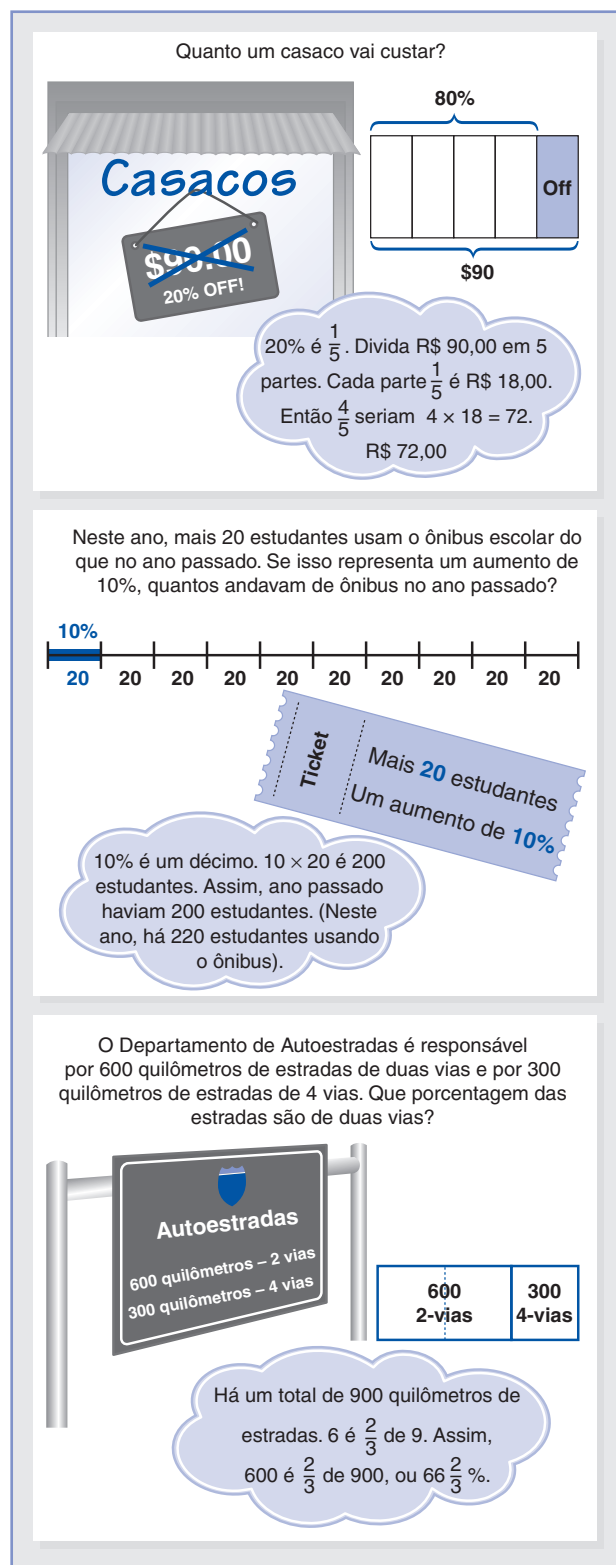 Quanto um casaco vai custar?
Casacos
$90.00
20% OFF!
80%
Off
$90
20% é 1/5. Divida R$ 90,00 em 5
partes. Cada parte 1/5 é R$ 18,00.
Então 4/5 seriam 4 × 18 = 72.
R$ 72,00
Neste ano, mais 20 estudantes usam o ônibus escolar do
que no ano passado. Se isso representa um aumento de
10%, quantos andavam de ônibus no ano passado?
10%
20 20 20 20 20 20 20 20 20 20
Ticket
Mais 20 estudantes
Um aumento de 10%
10% é um décimo. 10 × 20 é 200
estudantes. Assim, ano passado
haviam 200 estudantes. (Neste
ano, há 220 estudantes usando
o ônibus).
O Departamento de Autoestradas é responsável
por 600 quilômetros de estradas de duas vias e por 300
quilômetros de estradas de 4 vias. Que porcentagem das
estradas são de duas vias?
Autoestradas
600 quilômetros – 2 vias
300 quilômetros – 4 vias
600 300
2-vias 4-vias
Há um total de 900 quilômetros de
estradas. 6 é 2/3 de 9. Assim,
600 é 2/3 de 900, ou 66 2/3 %.